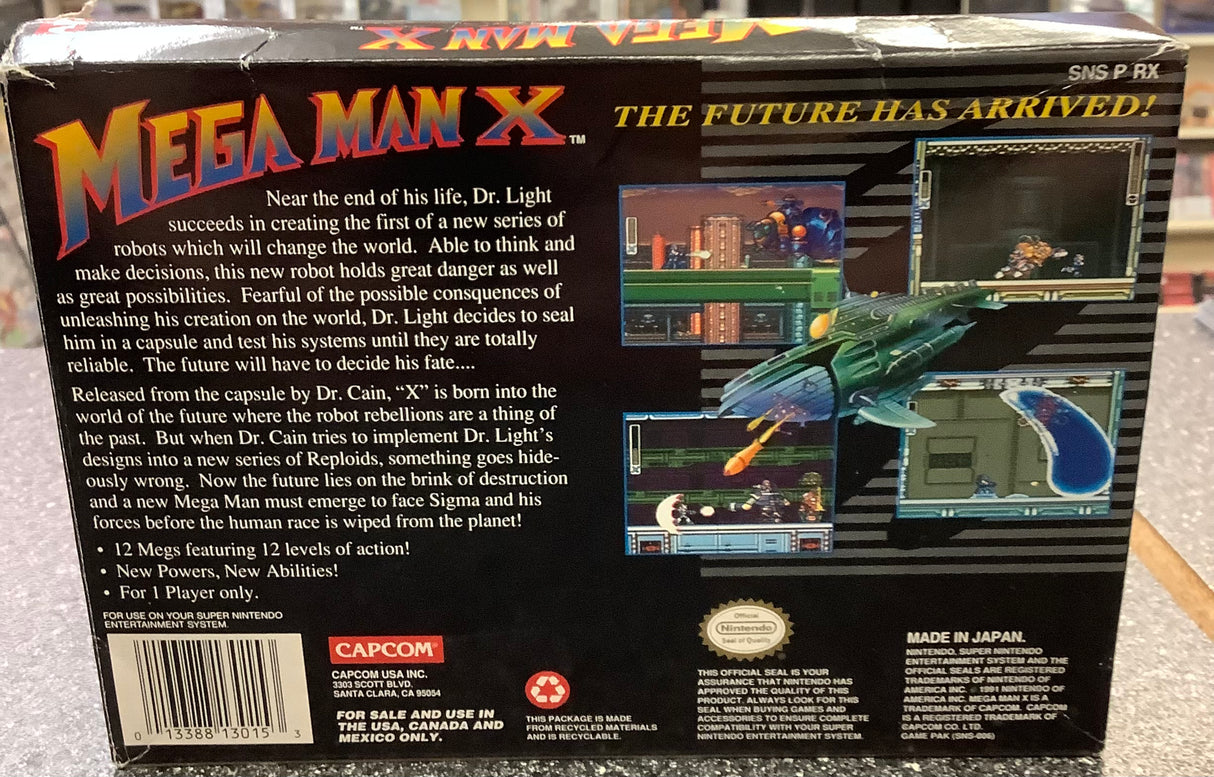 MEGA MAN X
SNS P RX
MEGA MAN X TM
THE FUTURE HAS ARRIVED!
Near the end of his life, Dr. Light
succeeds in creating the first of a new series of
robots which will change the world. Able to think and
make decisions, this new robot holds great danger as well
as great possibilities. Fearful of the possible consquences of
unleashing his creation on the world, Dr. Light decides to seal
him in a capsule and test his systems until they are totally
reliable. The future will have to decide his fate....
Released from the capsule by Dr. Cain, “X” is born into the
world of the future where the robot rebellions are a thing of
the past. But when Dr. Cain tries to implement Dr. Light's
designs into a new series of Reploids, something goes hide-
ously wrong. Now the future lies on the brink of destruction
and a new Mega Man must emerge to face Sigma and his
forces before the human race is wiped from the planet!
• 12 Megs featuring 12 levels of action!
• New Powers, New Abilities!
• For 1 Player only.
FOR USE ON YOUR SUPER NINTENDO
ENTERTAINMENT SYSTEM
13388 13015 3
CAPCOM®
CAPCOM USA INC.
3303 SCOTT BLVD.
SANTA CLARA, CA 95054
FOR SALE AND USE IN
THE USA, CANADA AND
MEXICO ONLY.
THIS PACKAGE IS MADE
FROM RECYCLED MATERIALS
AND IS RECYCLABLE.
Official
Nintendo
Seal of Quality
THIS OFFICIAL SEAL IS YOUR
ASSURANCE THAT NINTENDO HAS
APPROVED THE QUALITY OF THIS
PRODUCT. ALWAYS LOOK FOR THIS
SEAL WHEN BUYING GAMES AND
ACCESSORIES TO ENSURE COMPLETE
COMPATIBILITY WITH YOUR SUPER
NINTENDO ENTERTAINMENT SYSTEM.
MADE IN JAPAN.
NINTENDO, SUPER NINTENDO
ENTERTAINMENT SYSTEM AND THE
OFFICIAL SEALS ARE REGISTERED
TRADEMARKS OF NINTENDO OF
AMERICA INC. © 1991 NINTENDO OF
AMERICA INC. MEGA MAN X IS A
TRADEMARK OF CAPCOM. CAPCOM
IS A REGISTERED TRADEMARK OF
CAPCOM CO LTD.
GAME PAK (SNS-006)